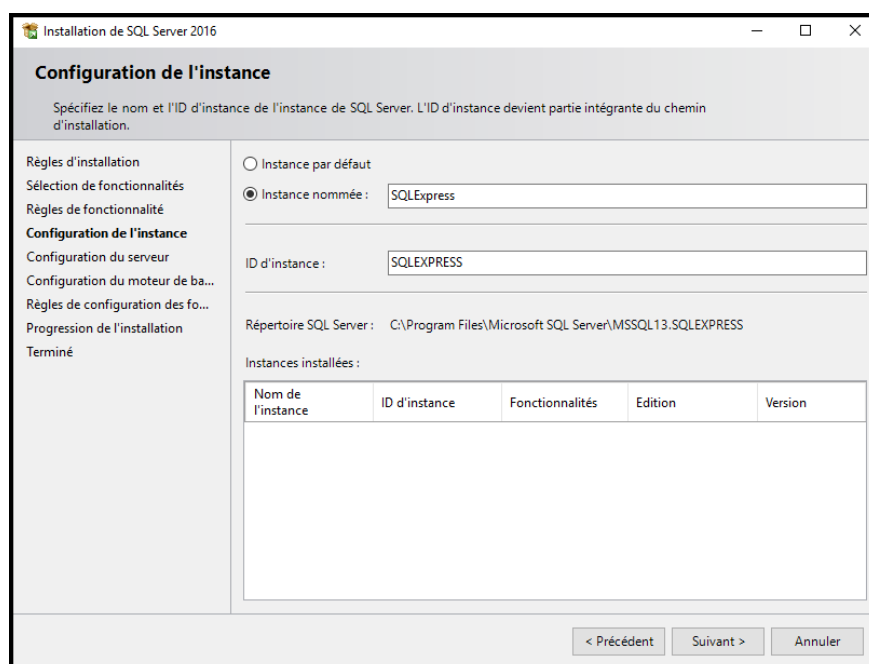 Installation de SQL Server 2016
Configuration de l'instance
Spécifiez le nom et l'ID d'instance de l'instance de SQL Server. L'ID d'instance devient partie intégrante du chemin
d'installation.
Règles d'installation
Sélection de fonctionnalités
Règles de fonctionnalité
Configuration de l'instance
Configuration du serveur
Configuration du moteur de ba...
Règles de configuration des fo...
Progression de l'installation
Terminé
Instance par défaut
Instance nommée :
SQLExpress
ID d'instance :
SQLEXPRESS
Répertoire SQL Server : C:\Program Files\Microsoft SQL Server\MSSQL13.SQLEXPRESS
Instances installées :
Nom de
l'instance
ID d'instance
Fonctionnalités
Edition
Version
< Précédent
Suivant >
Annuler